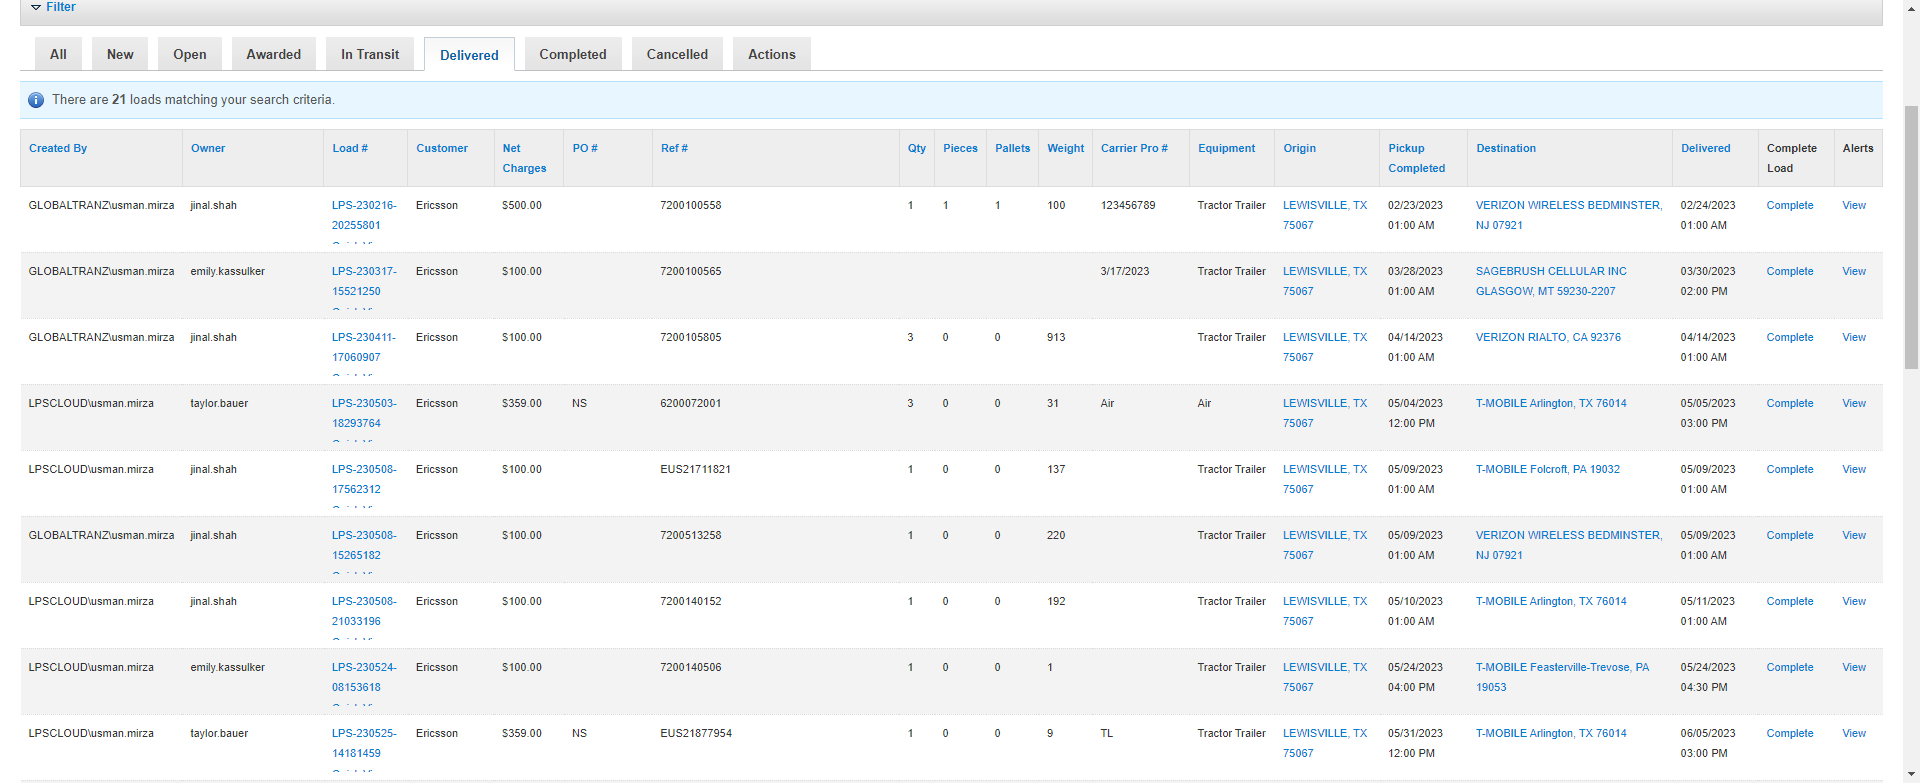 Filter
All New Open Awarded In Transit Delivered Completed Cancelled Actions
There are 21 loads matching your search criteria.
Created By Owner Load # Customer Net Charges PO # Ref # Qty Pieces Pallets Weight Carrier Pro # Equipment Origin Pickup Completed Destination Delivered Complete Load Alerts
GLOBALTRANZ\usman.mirza jinal.shah LPS-230216-20255801 Ericsson $500.00 7200100558 1 1 1 100 123456789 Tractor Trailer LEWISVILLE, TX 75067 02/23/2023 01:00 AM VERIZON WIRELESS BEDMINSTER, NJ 07921 02/24/2023 01:00 AM Complete View
GLOBALTRANZ\usman.mirza emily.kassulker LPS-230317-15521250 Ericsson $100.00 7200100565 3/17/2023 Tractor Trailer LEWISVILLE, TX 75067 03/28/2023 01:00 AM SAGEBRUSH CELLULAR INC GLASGOW, MT 59230-2207 03/30/2023 02:00 PM Complete View
GLOBALTRANZ\usman.mirza jinal.shah LPS-230411-17060907 Ericsson $100.00 7200105805 3 0 0 913 Tractor Trailer LEWISVILLE, TX 75067 04/14/2023 01:00 AM VERIZON RIALTO, CA 92376 04/14/2023 01:00 AM Complete View
LPSCLOUD\usman.mirza taylor.bauer LPS-230503-18293764 Ericsson $359.00 NS 6200072001 3 0 0 31 Air Air LEWISVILLE, TX 75067 05/04/2023 12:00 PM T-MOBILE Arlington, TX 76014 05/05/2023 03:00 PM Complete View
LPSCLOUD\usman.mirza jinal.shah LPS-230508-17562312 Ericsson $100.00 EUS21711821 1 0 0 137 Tractor Trailer LEWISVILLE, TX 75067 05/09/2023 01:00 AM T-MOBILE Folcroft, PA 19032 05/09/2023 01:00 AM Complete View
GLOBALTRANZ\usman.mirza jinal.shah LPS-230508-15265182 Ericsson $100.00 7200513258 1 0 0 220 Tractor Trailer LEWISVILLE, TX 75067 05/09/2023 01:00 AM VERIZON WIRELESS BEDMINSTER, NJ 07921 05/09/2023 01:00 AM Complete View
LPSCLOUD\usman.mirza jinal.shah LPS-230508-21033196 Ericsson $100.00 7200140152 1 0 0 192 Tractor Trailer LEWISVILLE, TX 75067 05/10/2023 01:00 AM T-MOBILE Arlington, TX 76014 05/11/2023 01:00 AM Complete View
LPSCLOUD\usman.mirza emily.kassulker LPS-230524-08153618 Ericsson $100.00 7200140506 1 0 0 1 Tractor Trailer LEWISVILLE, TX 75067 05/24/2023 04:00 PM T-MOBILE Feasterville-Trevose, PA 19053 05/24/2023 04:30 PM Complete View
LPSCLOUD\usman.mirza taylor.bauer LPS-230525-14181459 Ericsson $359.00 NS EUS21877954 1 0 0 9 TL Tractor Trailer LEWISVILLE, TX 75067 05/31/2023 12:00 PM T-MOBILE Arlington, TX 76014 06/05/2023 03:00 PM Complete View